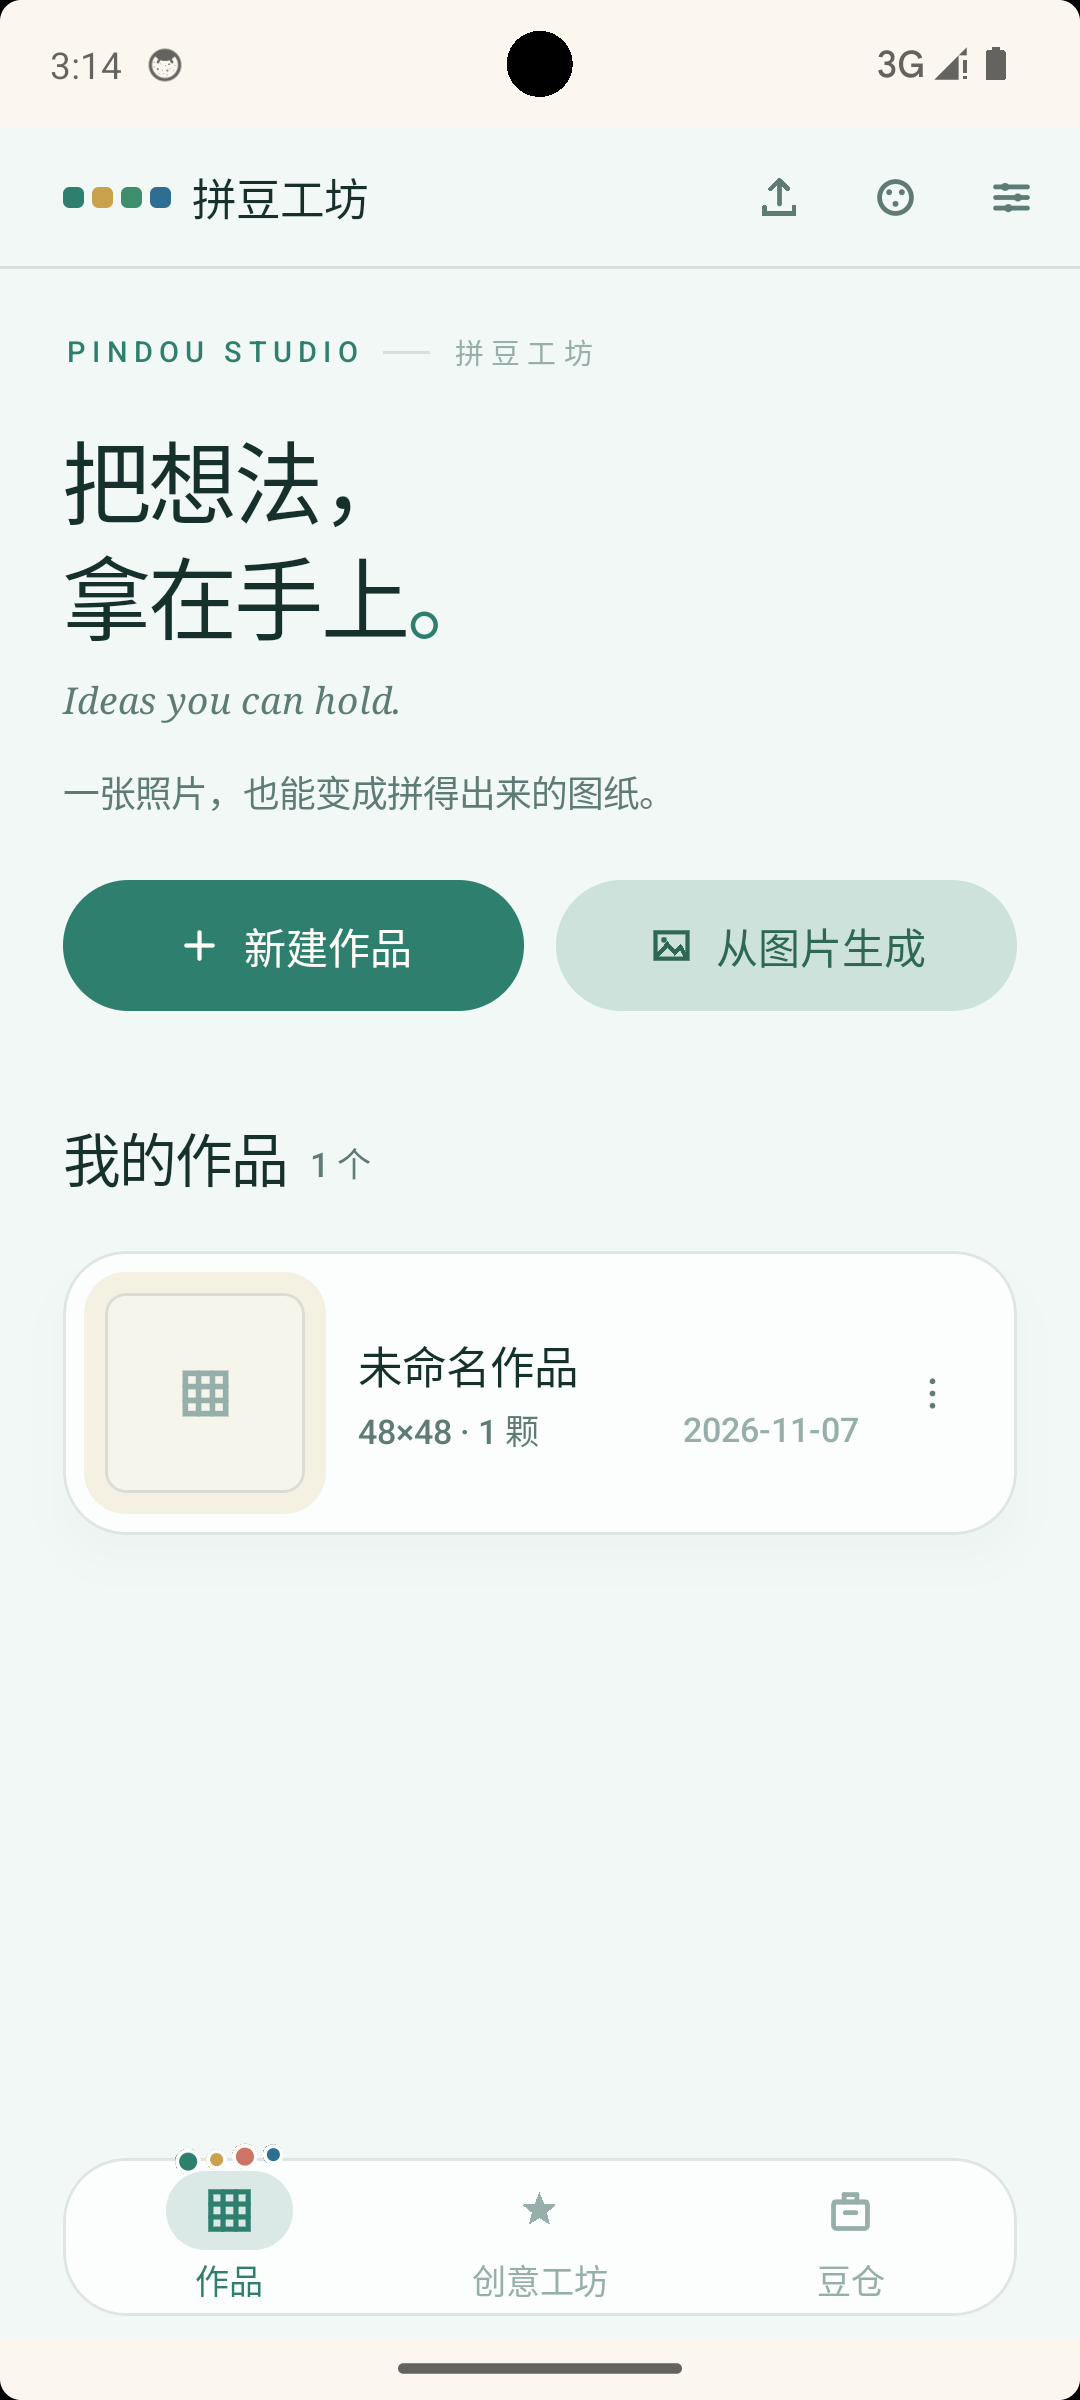 3:14
3G
拼豆工坊
PINDOU STUDIO — 拼豆工坊
把想法，
拿在手上。
Ideas you can hold.
一张照片，也能变成拼得出来的图纸。
新建作品
从图片生成
我的作品 1 个
未命名作品
48×48 · 1 颗 2026-11-07
作品
创意工坊
豆仓